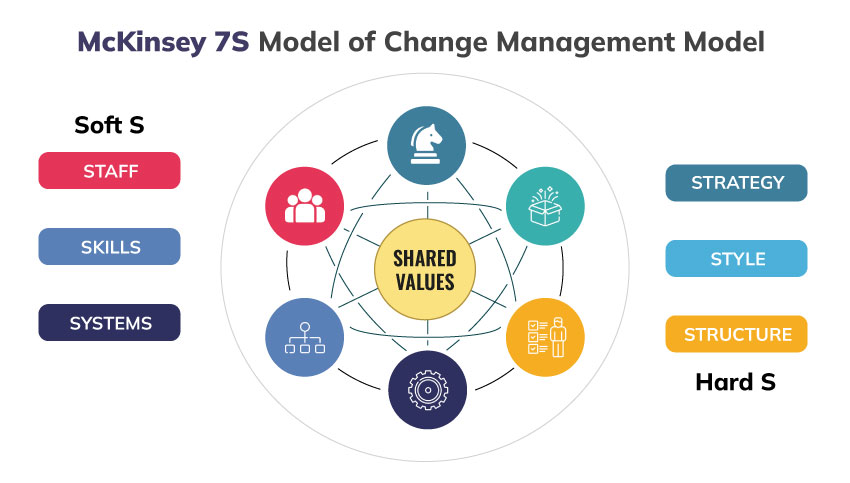 McKinsey 7S Model of Change Management Model
Soft S
STAFF
SKILLS
SYSTEMS
SHARED
VALUES
STRATEGY
STYLE
STRUCTURE
Hard S